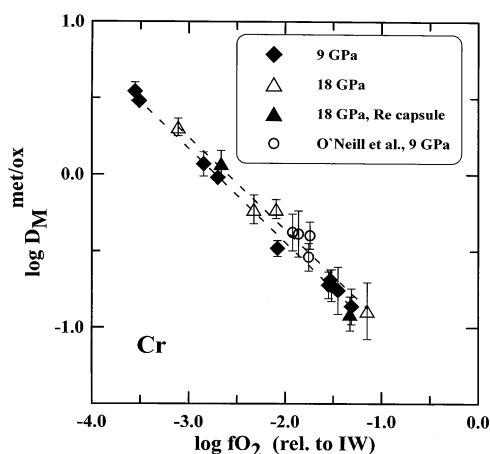 1.0
0.0
-1.0
log D_M^met/ox
9 GPa
18 GPa
18 GPa, Re capsule
O`Neill et al., 9 GPa
Cr
-4.0 -3.0 -2.0 -1.0 0.0
log fO2 (rel. to IW)